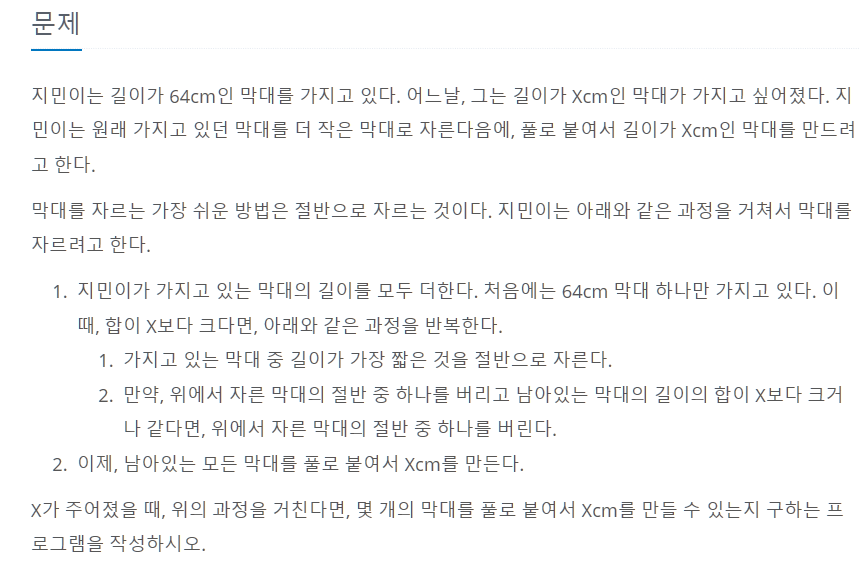 문제
지민이는 길이가 64cm인 막대를 가지고 있다. 어느날, 그는 길이가 Xcm인 막대가 가지고 싶어졌다. 지
민이는 원래 가지고 있던 막대를 더 작은 막대로 자른다음에, 풀로 붙여서 길이가 Xcm인 막대를 만드려
고 한다.
막대를 자르는 가장 쉬운 방법은 절반으로 자르는 것이다. 지민이는 아래와 같은 과정을 거쳐서 막대를
자르려고 한다.
1. 지민이가 가지고 있는 막대의 길이를 모두 더한다. 처음에는 64cm 막대 하나만 가지고 있다. 이
때, 합이 X보다 크다면, 아래와 같은 과정을 반복한다.
1. 가지고 있는 막대 중 길이가 가장 짧은 것을 절반으로 자른다.
2. 만약, 위에서 자른 막대의 절반 중 하나를 버리고 남아있는 막대의 길이의 합이 X보다 크거
나 같다면, 위에서 자른 막대의 절반 중 하나를 버린다.
2. 이제, 남아있는 모든 막대를 풀로 붙여서 Xcm를 만든다.
X가 주어졌을 때, 위의 과정을 거친다면, 몇 개의 막대를 풀로 붙여서 Xcm를 만들 수 있는지 구하는 프
로그램을 작성하시오.